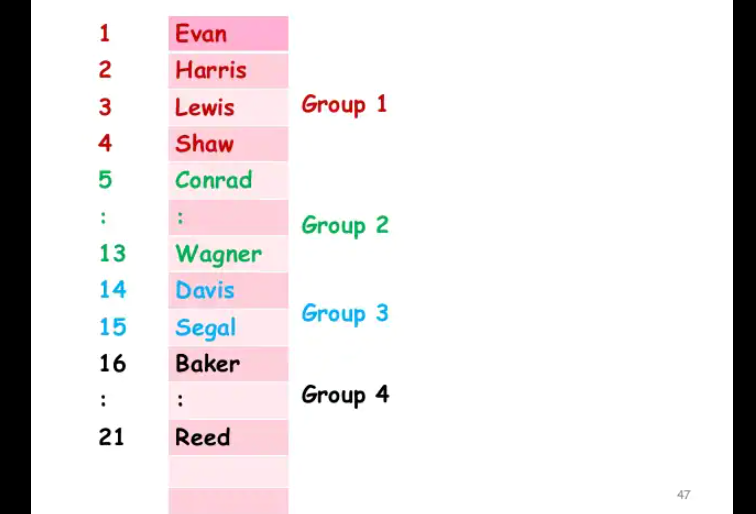 1 Evan
2 Harris
3 Lewis Group 1
4 Shaw
5 Conrad
: : Group 2
13 Wagner
14 Davis
Group 3
15 Segal
16 Baker
: : Group 4
21 Reed
47